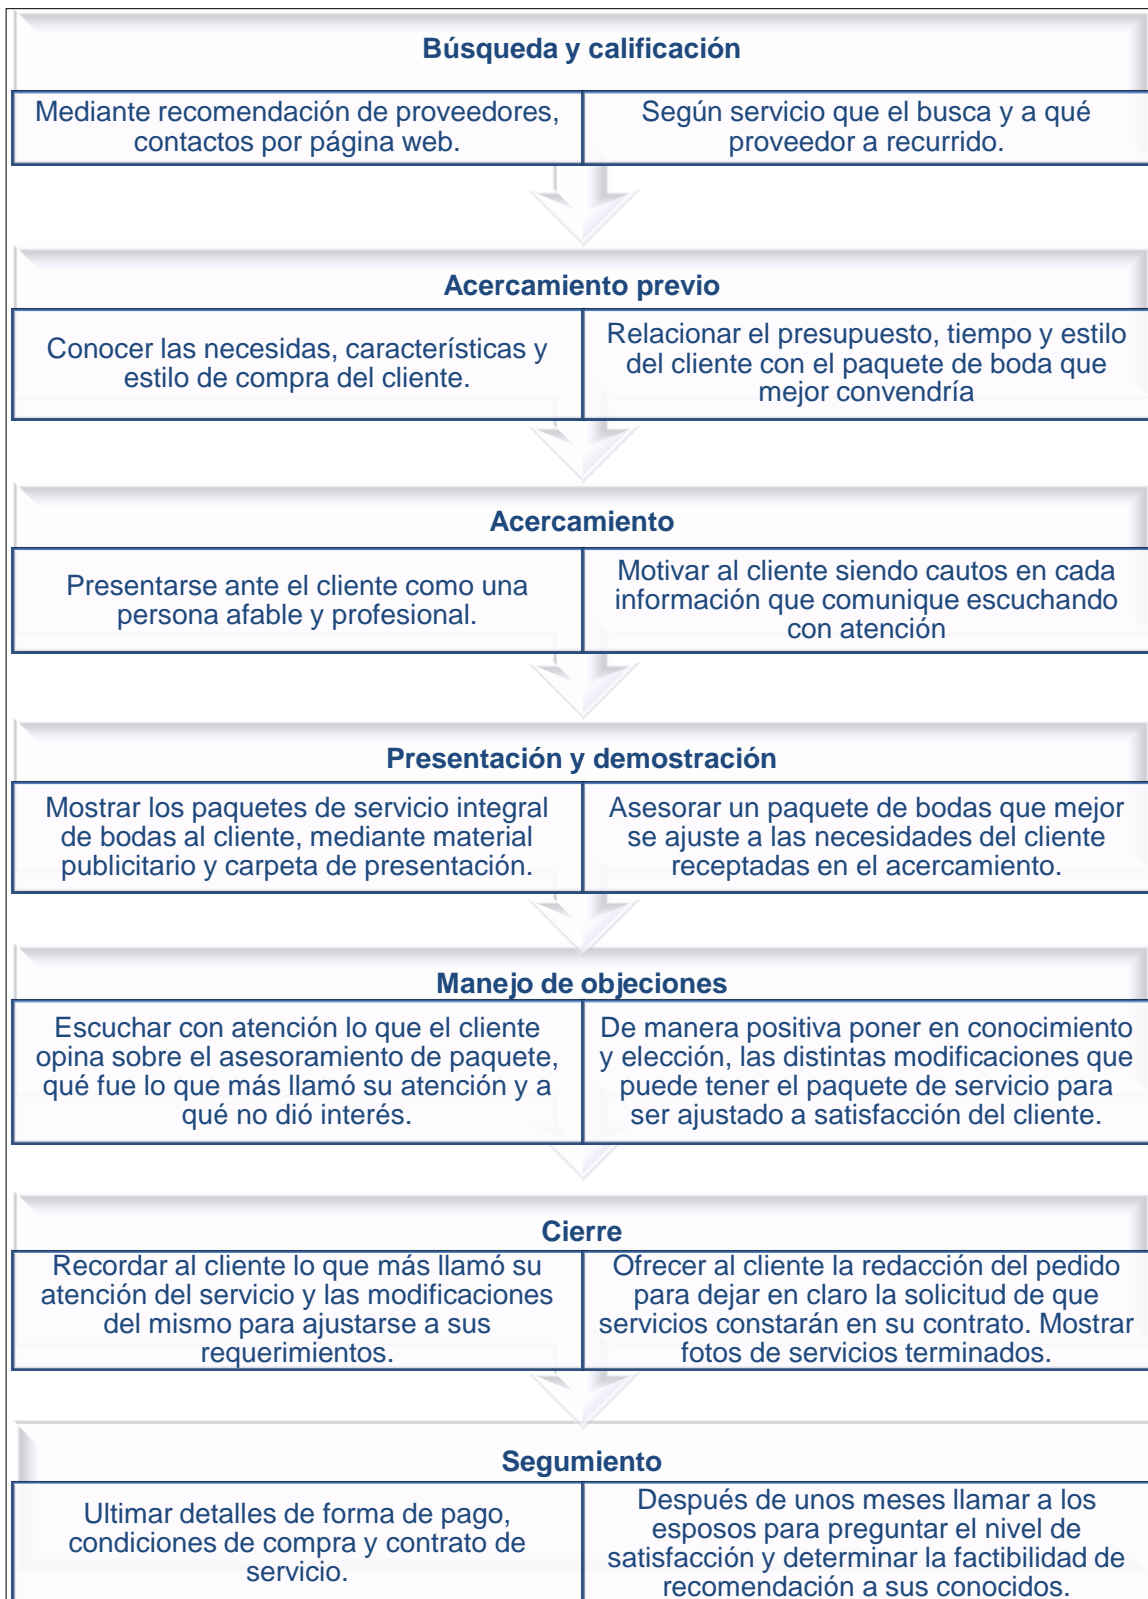 Búsqueda y calificación
Mediante recomendación de proveedores,
contactos por página web.
Según servicio que el busca y a qué
proveedor a recurrido.
Acercamiento previo
Conocer las necesidas, características y
estilo de compra del cliente.
Relacionar el presupuesto, tiempo y estilo
del cliente con el paquete de boda que
mejor convendría
Acercamiento
Presentarse ante el cliente como una
persona afable y profesional.
Motivar al cliente siendo cautos en cada
información que comunique escuchando
con atención
Presentación y demostración
Mostrar los paquetes de servicio integral
de bodas al cliente, mediante material
publicitario y carpeta de presentación.
Asesorar un paquete de bodas que mejor
se ajuste a las necesidades del cliente
receptadas en el acercamiento.
Manejo de objeciones
Escuchar con atención lo que el cliente
opina sobre el asesoramiento de paquete,
qué fue lo que más llamó su atención y a
qué no dió interés.
De manera positiva poner en conocimiento
y elección, las distintas modificaciones que
puede tener el paquete de servicio para
ser ajustado a satisfacción del cliente.
Cierre
Recordar al cliente lo que más llamó su
atención del servicio y las modificaciones
del mismo para ajustarse a sus
requerimientos.
Ofrecer al cliente la redacción del pedido
para dejar en claro la solicitud de que
servicios constarán en su contrato. Mostrar
fotos de servicios terminados.
Segumiento
Ultimar detalles de forma de pago,
condiciones de compra y contrato de
servicio.
Después de unos meses llamar a los
esposos para preguntar el nivel de
satisfacción y determinar la factibilidad de
recomendación a sus conocidos.